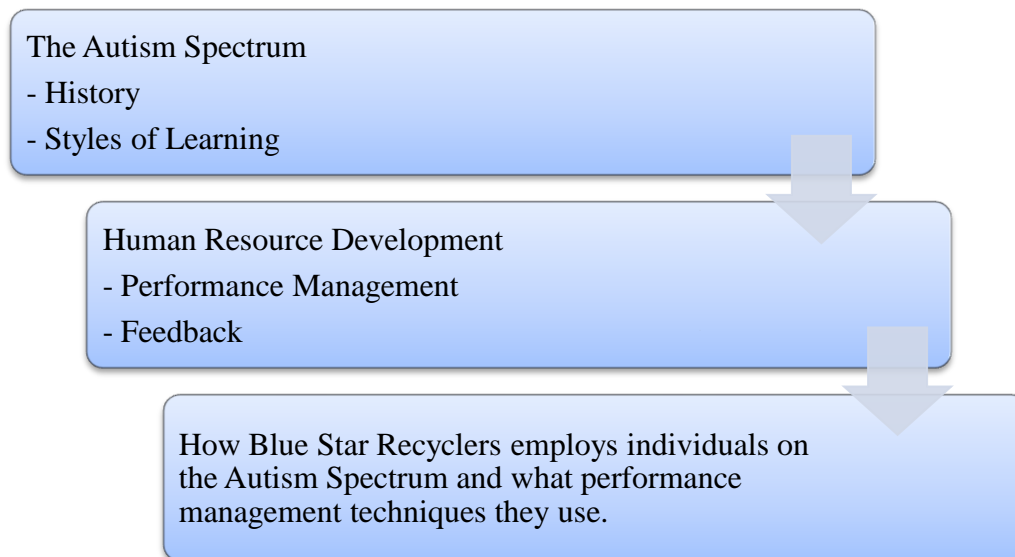 The Autism Spectrum
- History
- Styles of Learning
Human Resource Development
- Performance Management
- Feedback
How Blue Star Recyclers employs individuals on
the Autism Spectrum and what performance
management techniques they use.